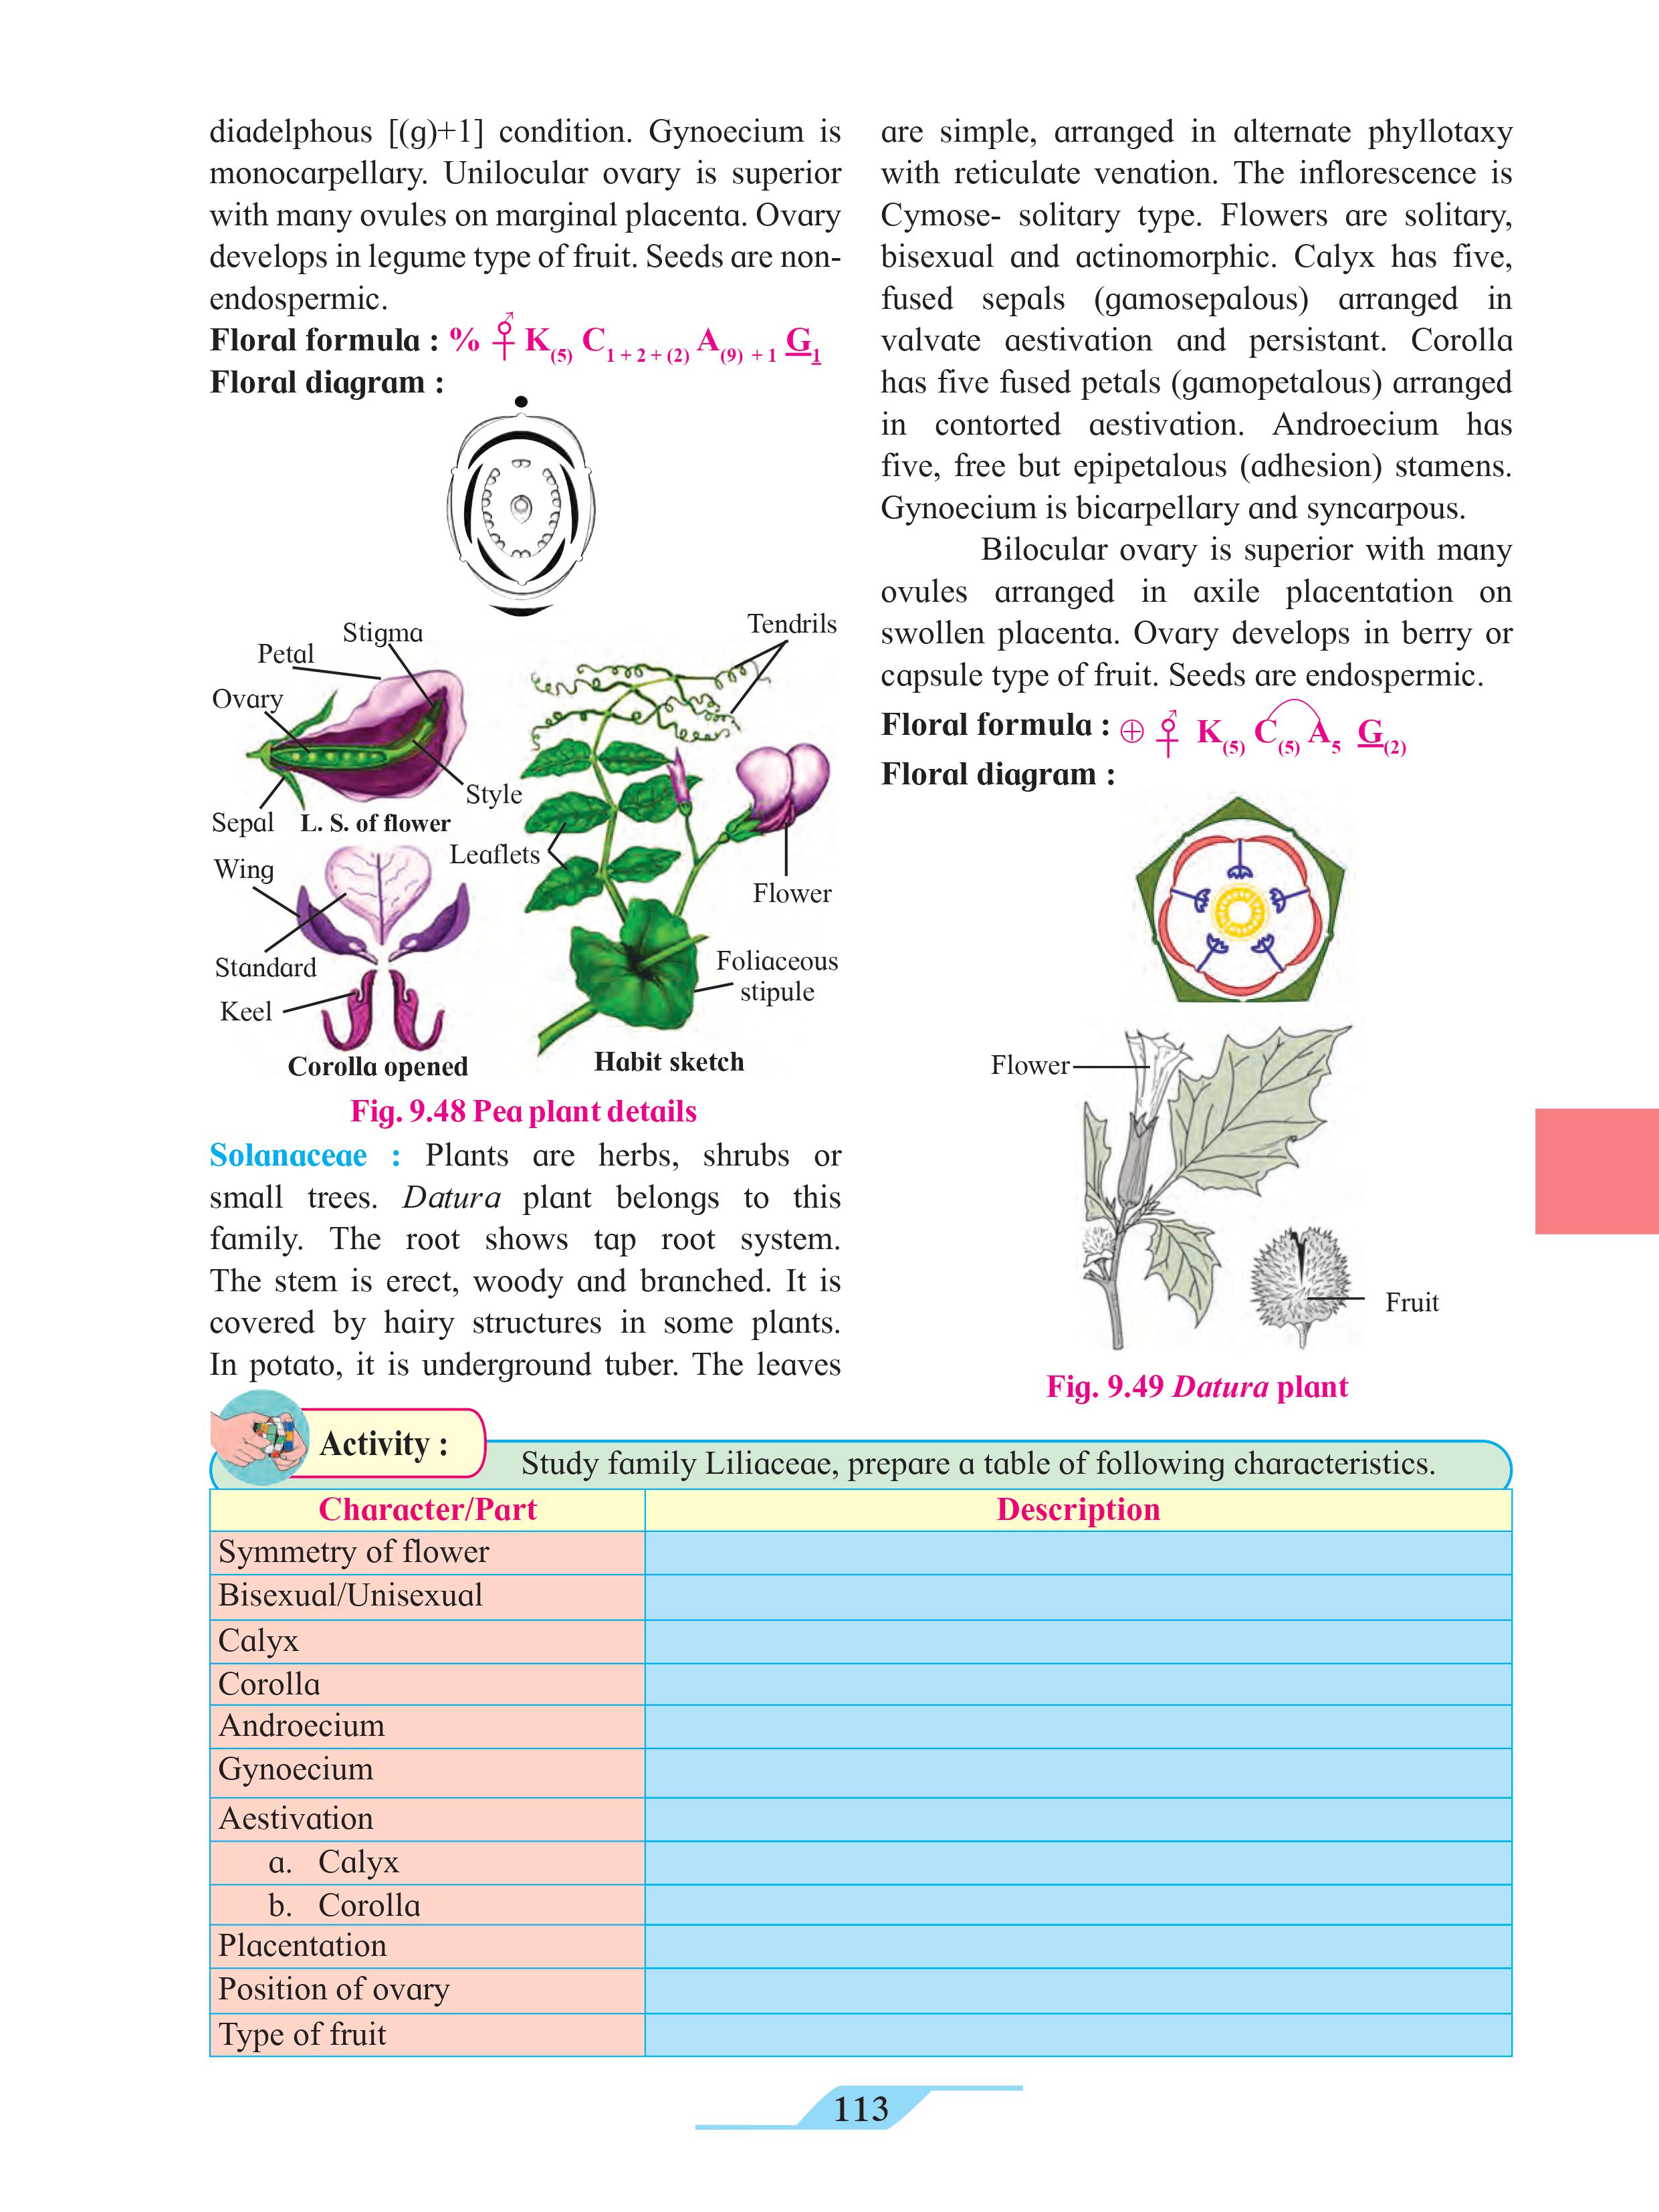 diadelphous [(g)+1] condition. Gynoecium is
monocarpellary. Unilocular ovary is superior
with many ovules on marginal placenta. Ovary
develops in legume type of fruit. Seeds are non-
endospermic.
Floral formula : % ⚥ K(5) C1 + 2 + (2) A(9) + 1 G1
Floral diagram :
Stigma
Petal
Ovary
Style
Sepal
L. S. of flower
Wing
Standard
Keel
Corolla opened
Tendrils
Leaflets
Flower
Foliaceous
stipule
Habit sketch
Fig. 9.48 Pea plant details
Solanaceae : Plants are herbs, shrubs or
small trees. Datura plant belongs to this
family. The root shows tap root system.
The stem is erect, woody and branched. It is
covered by hairy structures in some plants.
In potato, it is underground tuber. The leaves
are simple, arranged in alternate phyllotaxy
with reticulate venation. The inflorescence is
Cymose- solitary type. Flowers are solitary,
bisexual and actinomorphic. Calyx has five,
fused sepals (gamosepalous) arranged in
valvate aestivation and persistant. Corolla
has five fused petals (gamopetalous) arranged
in contorted aestivation. Androecium has
five, free but epipetalous (adhesion) stamens.
Gynoecium is bicarpellary and syncarpous.
Bilocular ovary is superior with many
ovules arranged in axile placentation on
swollen placenta. Ovary develops in berry or
capsule type of fruit. Seeds are endospermic.
Floral formula : ⊕ ⚥ K(5) C(5) A5 G(2)
Floral diagram :
Flower
Fruit
Fig. 9.49 Datura plant
Activity :
Study family Liliaceae, prepare a table of following characteristics.
Character/Part Description
Symmetry of flower
Bisexual/Unisexual
Calyx
Corolla
Androecium
Gynoecium
Aestivation
a. Calyx
b. Corolla
Placentation
Position of ovary
Type of fruit
113